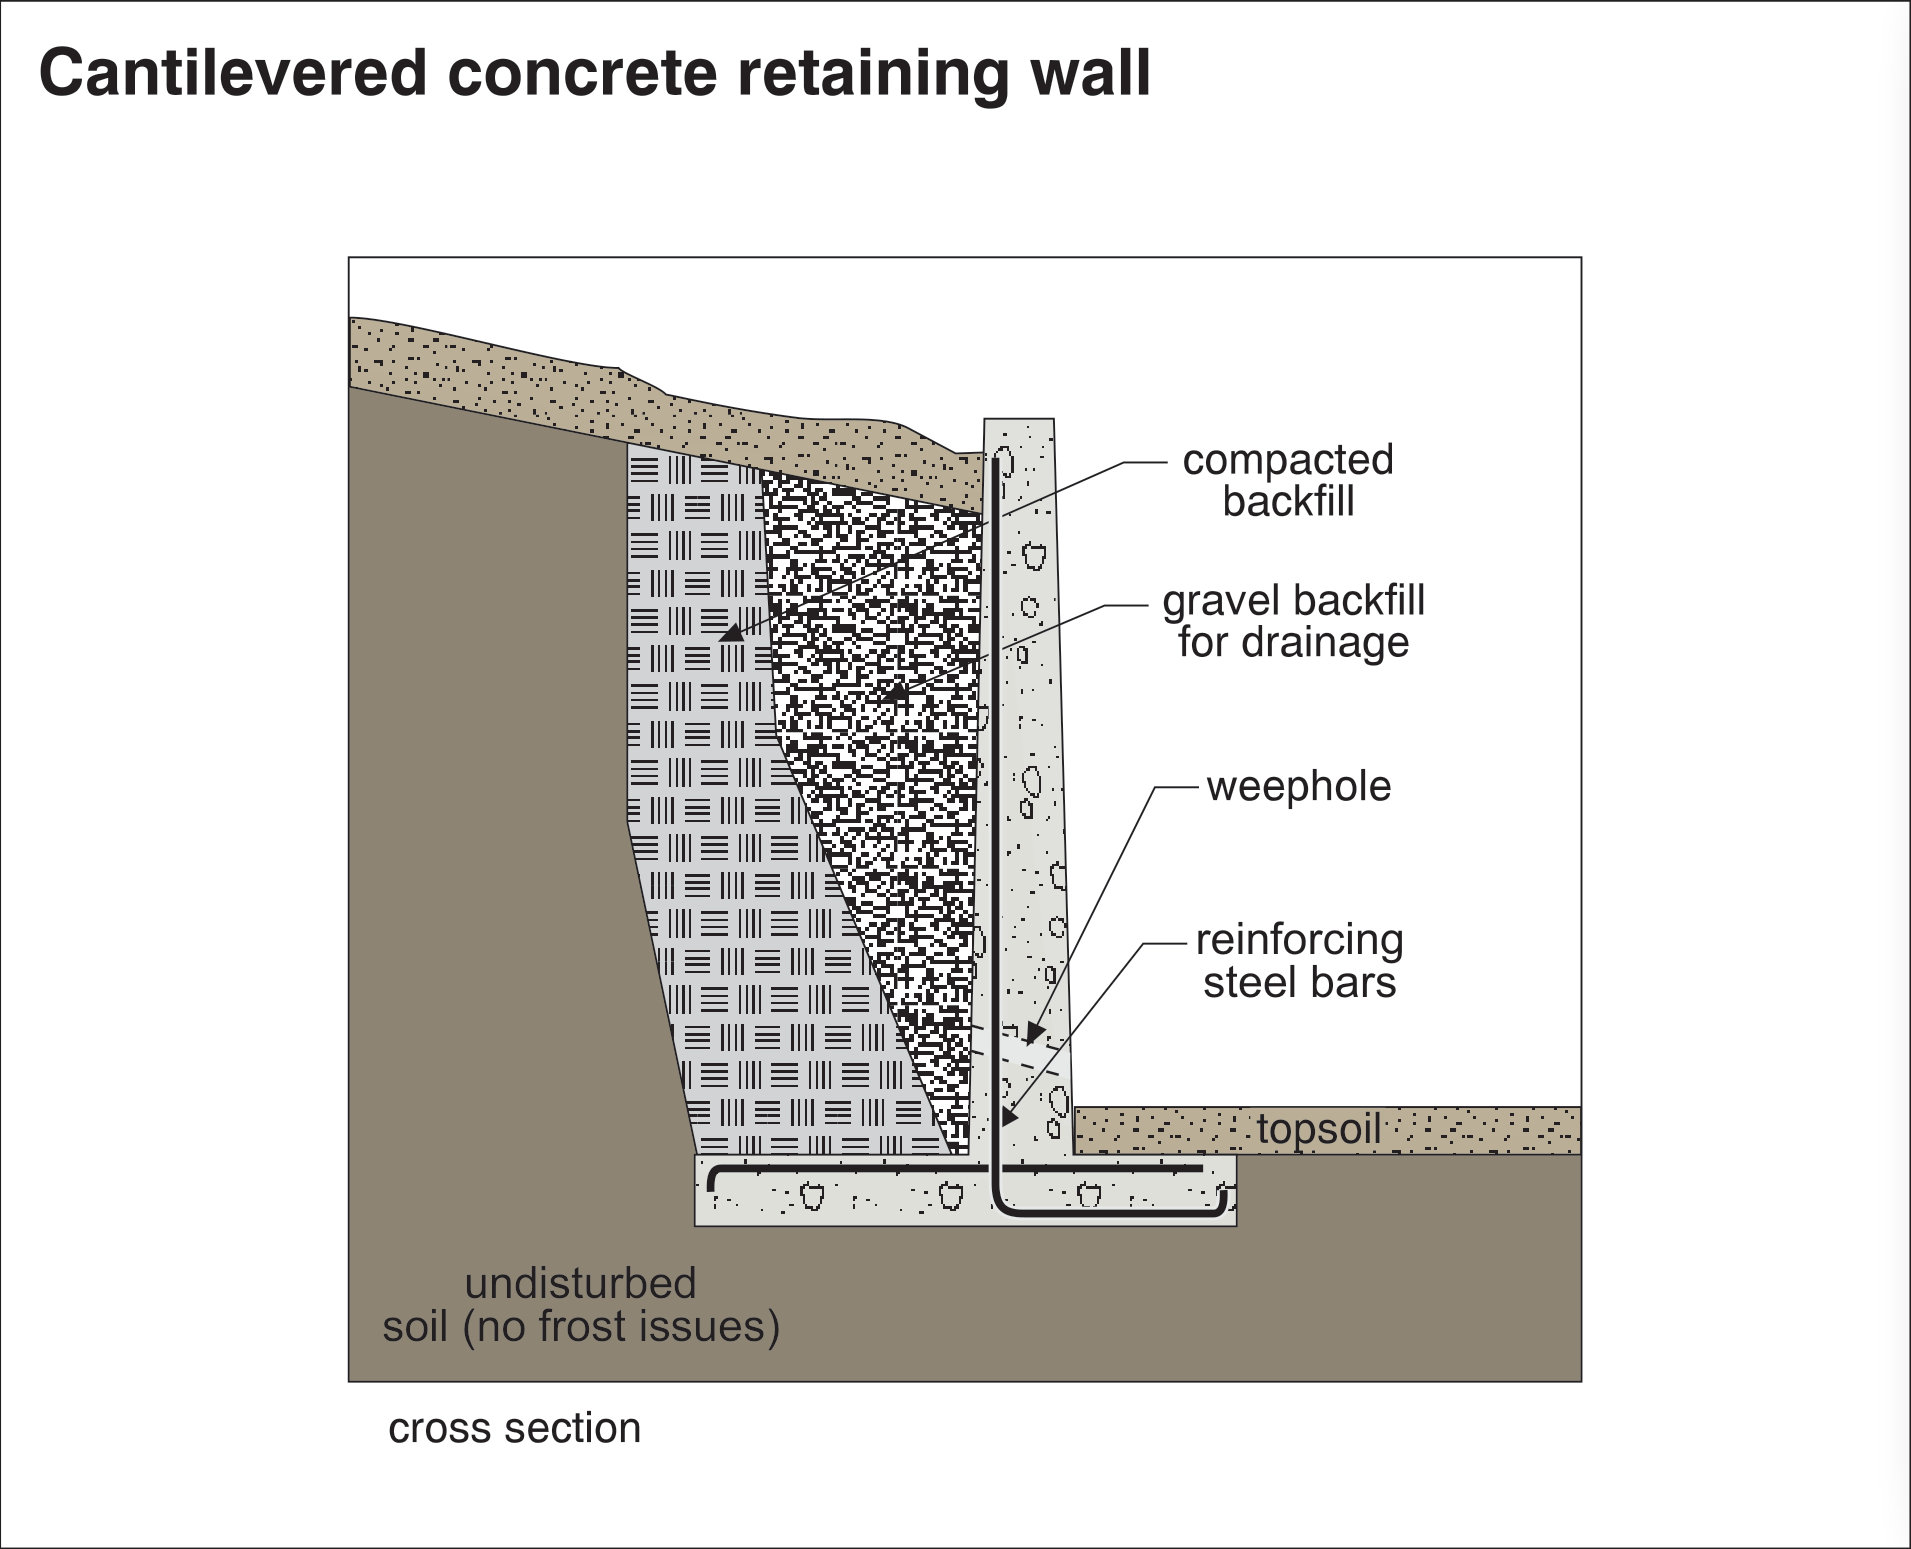 Cantilevered concrete retaining wall
compacted
backfill
gravel backfill
for drainage
weephole
reinforcing
steel bars
topsoil
undisturbed
soil (no frost issues)
cross section